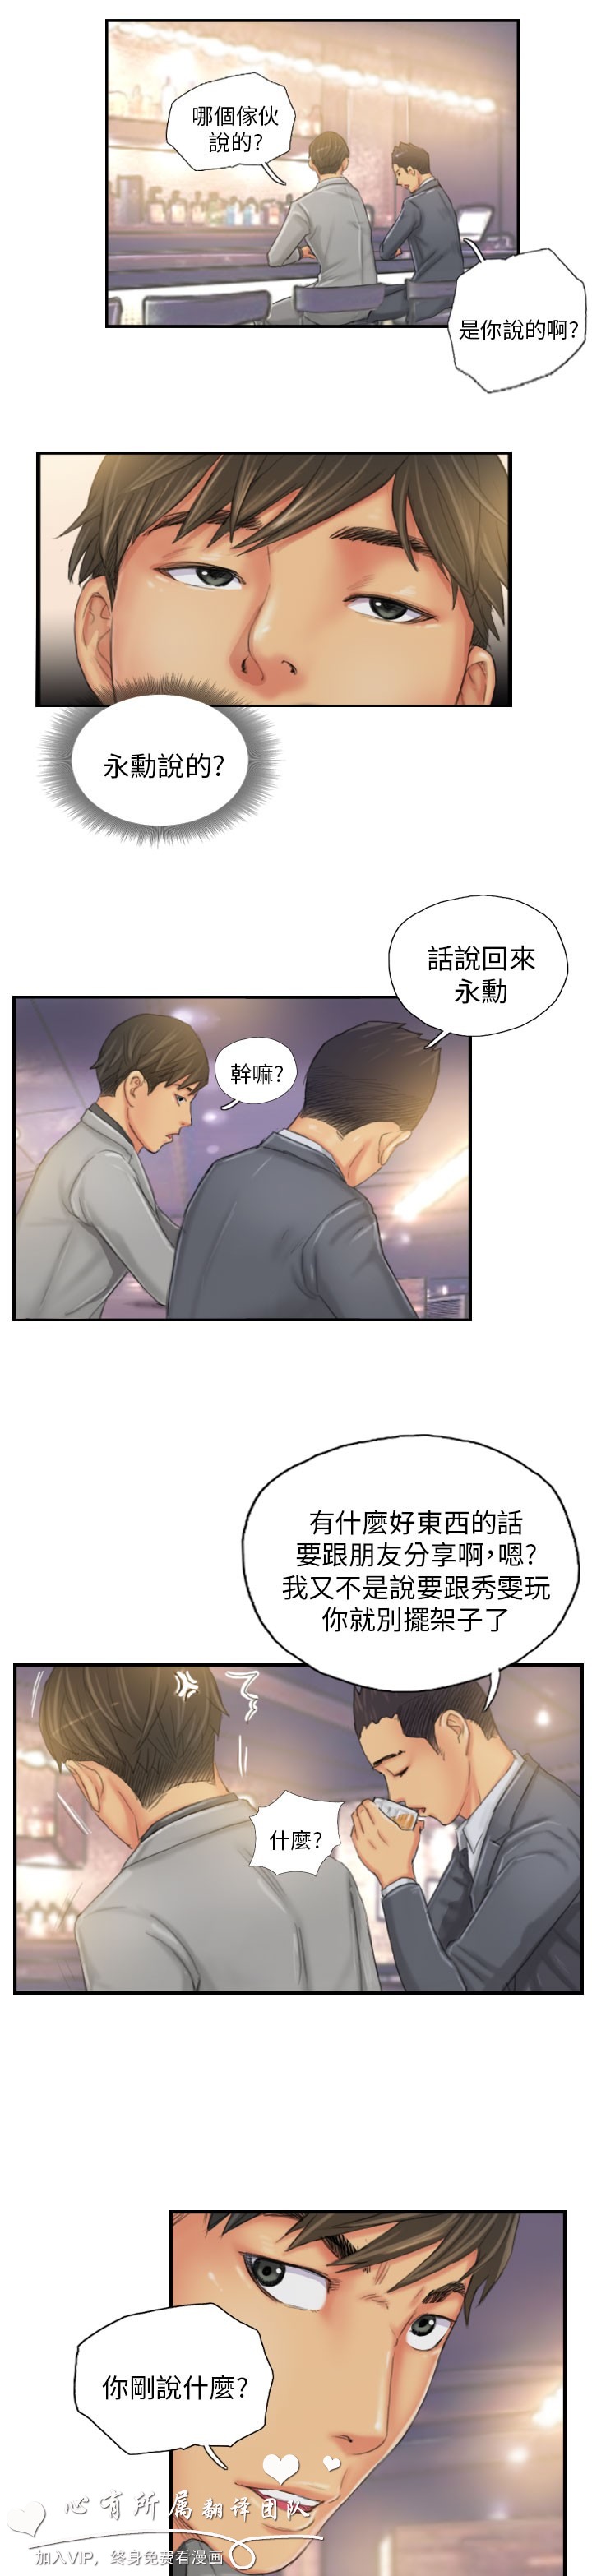 哪個傢伙
說的?
是你說的啊?
永勳說的?
話說回來
永勳
幹嘛?
有什麼好東西的話
要跟朋友分享啊,嗯?
我又不是說要跟秀雯玩
你就別擺架子了
什麼?
你剛說什麼?
心有所属翻译团队
加入VIP，终身免费看漫画